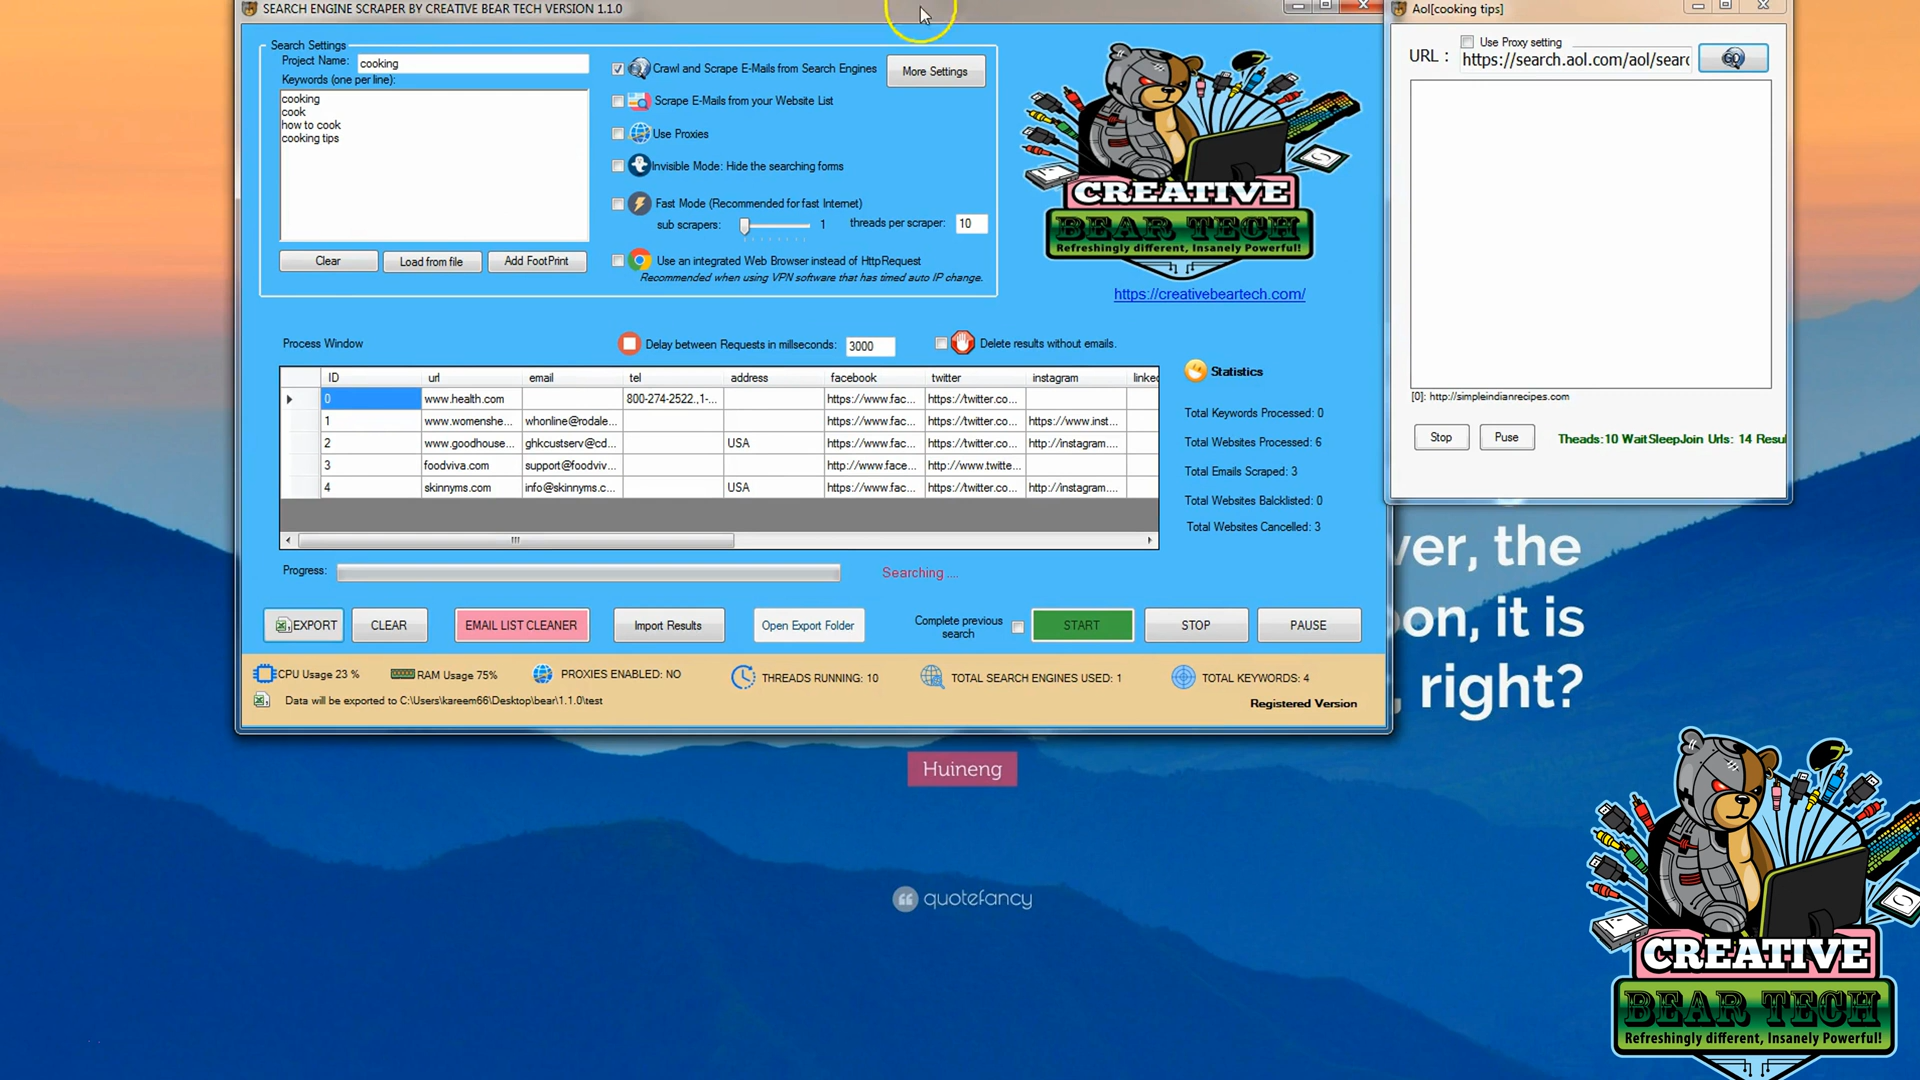 SEARCH ENGINE SCRAPER BY CREATIVE BEAR TECH VERSION 1.1.0
Search Settings
Project Name: cooking
Keywords (one per line):
cooking
cook
how to cook
cooking tips
Clear
Load from file
Add FootPrint
Crawl and Scrape E-Mails from Search Engines
More Settings
Scrape E-Mails from your Website List
Use Proxies
Invisible Mode: Hide the searching forms
Fast Mode (Recommended for fast Internet)
sub scrapers: 1 threads per scraper: 10
Use an integrated Web Browser instead of HttpRequest
Recommended when using VPN software that has timed auto IP change.
CREATIVE
BEAR TECH
Refreshingly different, Insanely Powerful!
https://creativebeartech.com/
Process Window
Delay between Requests in millseconds: 3000
Delete results without emails.
ID url email tel address facebook twitter instagram linked
0 www.health.com 800-274-2522.,1-... https://www.fac... https://twitter.co...
1 www.womenshe... whonline@rodale... https://www.fac... https://twitter.co... https://www.inst...
2 www.goodhouse... ghkcustserv@cd... USA https://www.fac... https://twitter.co... http://instagram....
3 foodviva.com support@foodviv... http://www.face... http://www.twitte...
4 skinnyms.com info@skinnyms.c... USA https://www.fac... https://twitter.co... http://instagram....
Statistics
Total Keywords Processed: 0
Total Websites Processed: 6
Total Emails Scraped: 3
Total Websites Balcklisted: 0
Total Websites Cancelled: 3
Progress:
Searching ....
EXPORT
CLEAR
EMAIL LIST CLEANER
Import Results
Open Export Folder
Complete previous
search
START
STOP
PAUSE
CPU Usage 23 %
RAM Usage 75%
PROXIES ENABLED: NO
THREADS RUNNING: 10
TOTAL SEARCH ENGINES USED: 1
TOTAL KEYWORDS: 4
Data will be exported to C:\Users\kareem66\Desktop\bear\1.1.0\test
Registered Version
Aol[cooking tips]
Use Proxy setting
URL : https://search.aol.com/aol/searc
GO
[0]: http://simpleindianrecipes.com
Stop
Puse
Theads:10 WaitSleepJoin Urls: 14 Resu
ver, the
oon, it is
, right?
Huineng
quotefancy
CREATIVE
BEAR TECH
Refreshingly different, Insanely Powerful!